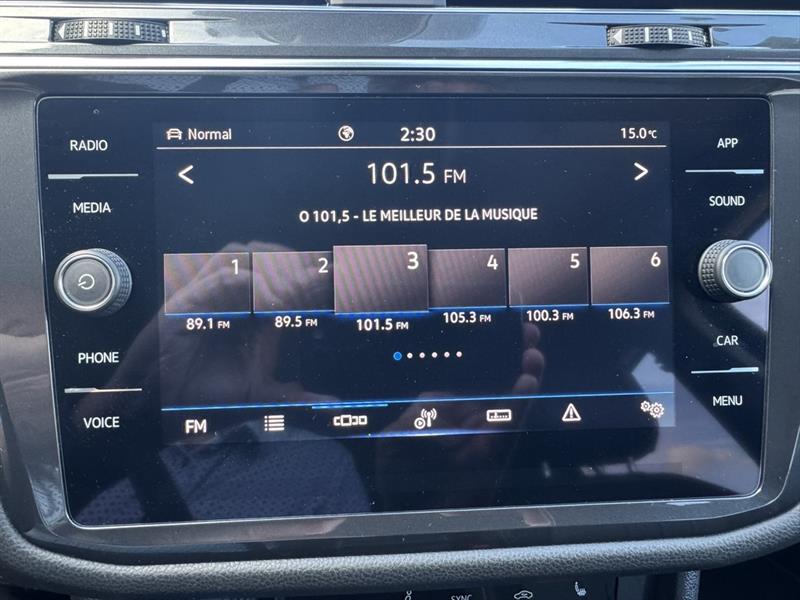 RADIO
MEDIA
PHONE
VOICE
Normal 2:30 15.0°C
101.5 FM
O 101,5 - LE MEILLEUR DE LA MUSIQUE
1 2 3 4 5 6
89.1 FM 89.5 FM 101.5 FM 105.3 FM 100.3 FM 106.3 FM
FM
APP
SOUND
CAR
MENU
SYNC